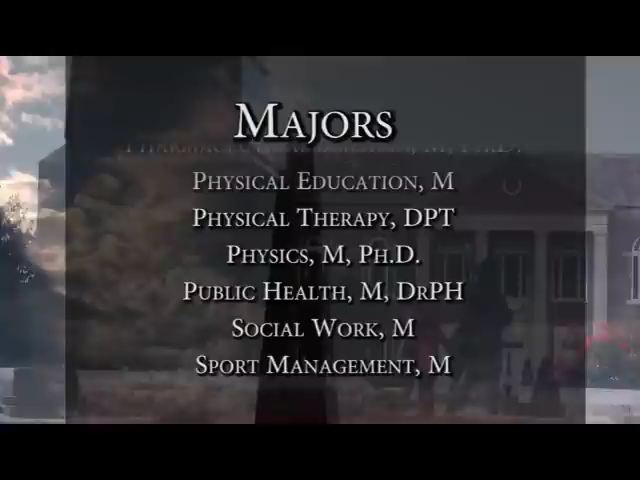 Majors
Physical Education, M
Physical Therapy, DPT
Physics, M, Ph.D.
Public Health, M, DrPH
Social Work, M
Sport Management, M